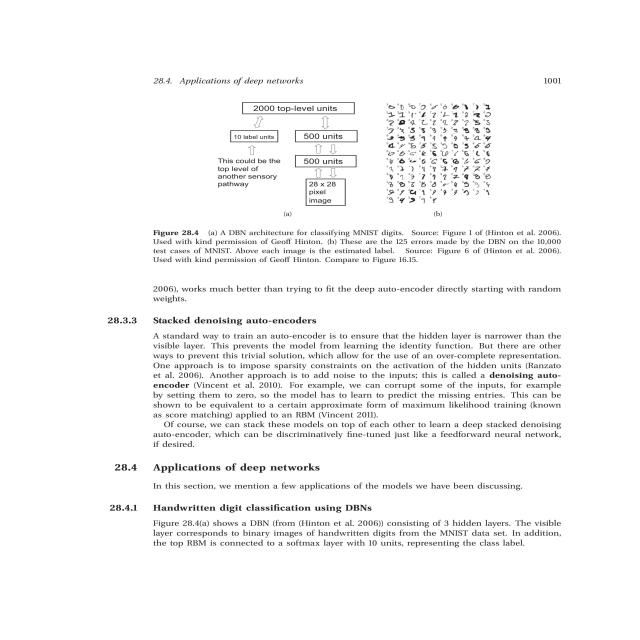 28.4. Applications of deep networks 1001
2000 top-level units
10 label units
500 units
This could be the
top level of
another sensory
pathway
500 units
28 x 28
pixel
image
(a)
(b)
Figure 28.4 (a) A DBN architecture for classifying MNIST digits. Source: Figure 1 of (Hinton et al. 2006).
Used with kind permission of Geoff Hinton. (b) These are the 125 errors made by the DBN on the 10,000
test cases of MNIST. Above each image is the estimated label. Source: Figure 6 of (Hinton et al. 2006).
Used with kind permission of Geoff Hinton. Compare to Figure 16.15.
2006), works much better than trying to fit the deep auto-encoder directly starting with random
weights.
28.3.3 Stacked denoising auto-encoders
A standard way to train an auto-encoder is to ensure that the hidden layer is narrower than the
visible layer. This prevents the model from learning the identity function. But there are other
ways to prevent this trivial solution, which allow for the use of an over-complete representation.
One approach is to impose sparsity constraints on the activation of the hidden units (Ranzato
et al. 2006). Another approach is to add noise to the inputs; this is called a denoising auto-
encoder (Vincent et al. 2010). For example, we can corrupt some of the inputs, for example
by setting them to zero, so the model has to learn to predict the missing entries. This can be
shown to be equivalent to a certain approximate form of maximum likelihood training (known
as score matching) applied to an RBM (Vincent 2011).
Of course, we can stack these models on top of each other to learn a deep stacked denoising
auto-encoder, which can be discriminatively fine-tuned just like a feedforward neural network,
if desired.
28.4 Applications of deep networks
In this section, we mention a few applications of the models we have been discussing.
28.4.1 Handwritten digit classification using DBNs
Figure 28.4(a) shows a DBN (from (Hinton et al. 2006)) consisting of 3 hidden layers. The visible
layer corresponds to binary images of handwritten digits from the MNIST data set. In addition,
the top RBM is connected to a softmax layer with 10 units, representing the class label.